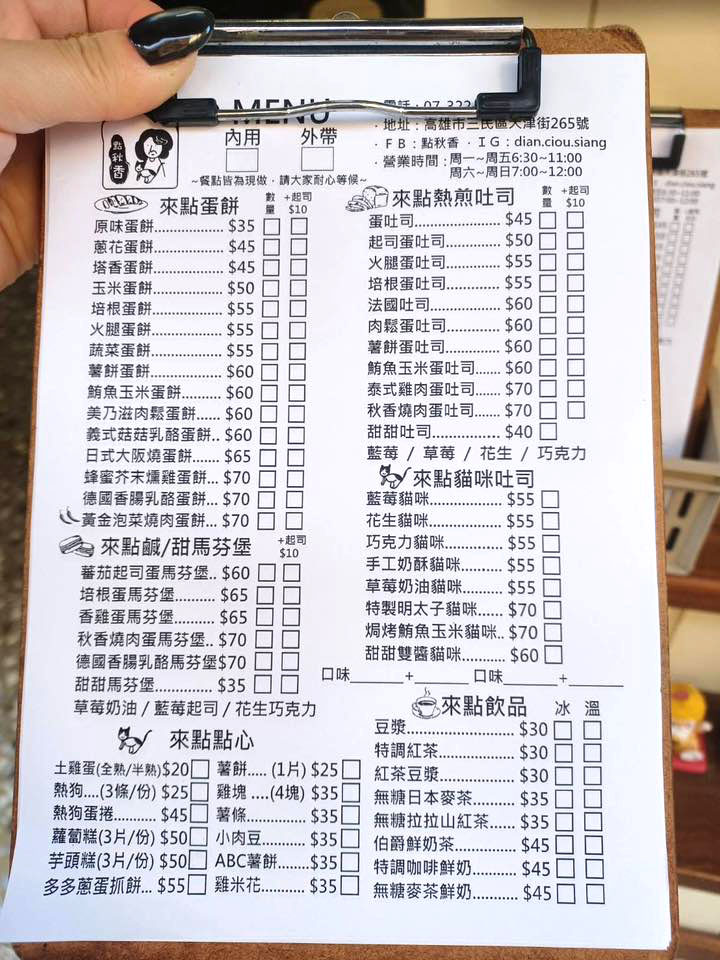 MENU
內用 外帶
~餐點皆為現做，請大家耐心等候~
點秋香
電話：07-322
地址：高雄市三民區天津街265號
FB：點秋香．IG：dian.ciou.siang
營業時間：周一~周五6:30~11:00
周六~周日7:00~12:00
來點蛋餅 數量 +起司$10
原味蛋餅 $35
蔥花蛋餅 $45
塔香蛋餅 $45
玉米蛋餅 $50
培根蛋餅 $55
火腿蛋餅 $55
蔬菜蛋餅 $55
薯餅蛋餅 $60
鮪魚玉米蛋餅 $60
美乃滋肉鬆蛋餅 $60
義式菇菇乳酪蛋餅 $60
日式大阪燒蛋餅 $65
蜂蜜芥末燻雞蛋餅 $70
德國香腸乳酪蛋餅 $70
黃金泡菜燒肉蛋餅 $70
來點鹹/甜馬芬堡 +起司$10
蕃茄起司蛋馬芬堡 $60
培根蛋馬芬堡 $65
香雞蛋馬芬堡 $65
秋香燒肉蛋馬芬堡 $70
德國香腸乳酪馬芬堡$70
甜甜馬芬堡 $35
草莓奶油 / 藍莓起司 / 花生巧克力
來點點心
土雞蛋(全熟/半熟)$20
熱狗....(3條/份) $25
熱狗蛋捲 $45
蘿蔔糕(3片/份) $50
芋頭糕(3片/份) $50
多多蔥蛋抓餅 $55
薯餅..... (1片) $25
雞塊 ....(4塊) $35
薯條 $35
小肉豆 $35
ABC薯餅 $35
雞米花 $35
來點熱煎吐司 數量 +起司$10
蛋吐司 $45
起司蛋吐司 $50
火腿蛋吐司 $55
培根蛋吐司 $55
法國吐司 $60
肉鬆蛋吐司 $60
薯餅蛋吐司 $60
鮪魚玉米蛋吐司 $60
泰式雞肉蛋吐司 $70
秋香燒肉蛋吐司 $70
甜甜吐司 $40
藍莓 / 草莓 / 花生 / 巧克力
來點貓咪吐司
藍莓貓咪 $55
花生貓咪 $55
巧克力貓咪 $55
手工奶酥貓咪 $55
草莓奶油貓咪 $55
特製明太子貓咪 $70
焗烤鮪魚玉米貓咪 $70
甜甜雙醬貓咪 $60
口味______+______ 口味______+______
來點飲品 冰 溫
豆漿 $30
特調紅茶 $30
紅茶豆漿 $30
無糖日本麥茶 $35
無糖拉拉山紅茶 $35
伯爵鮮奶茶 $45
特調咖啡鮮奶 $45
無糖麥茶鮮奶 $45